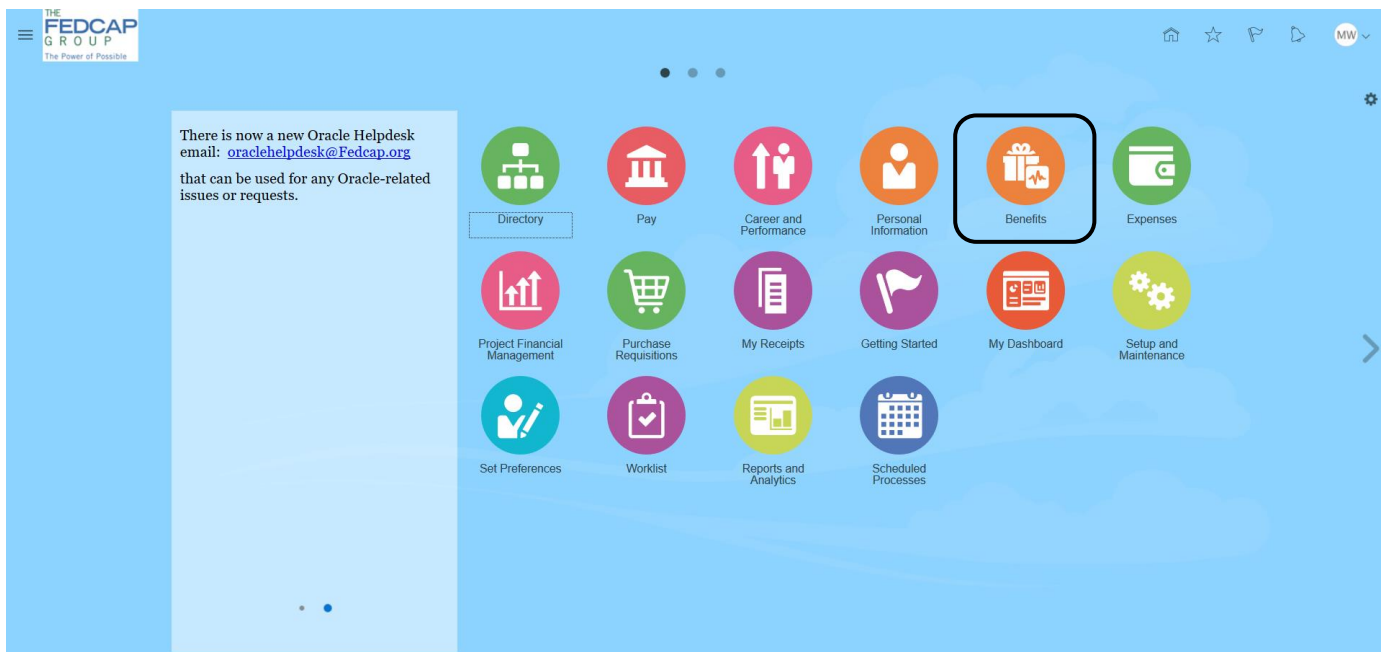 THE
FEDCAP
GROUP
The Power of Possible
MW
There is now a new Oracle Helpdesk
email: oraclehelpdesk@Fedcap.org
that can be used for any Oracle-related
issues or requests.
Directory
Pay
Career and
Performance
Personal
Information
Benefits
Expenses
Project Financial
Management
Purchase
Requisitions
My Receipts
Getting Started
My Dashboard
Setup and
Maintenance
Set Preferences
Worklist
Reports and
Analytics
Scheduled
Processes